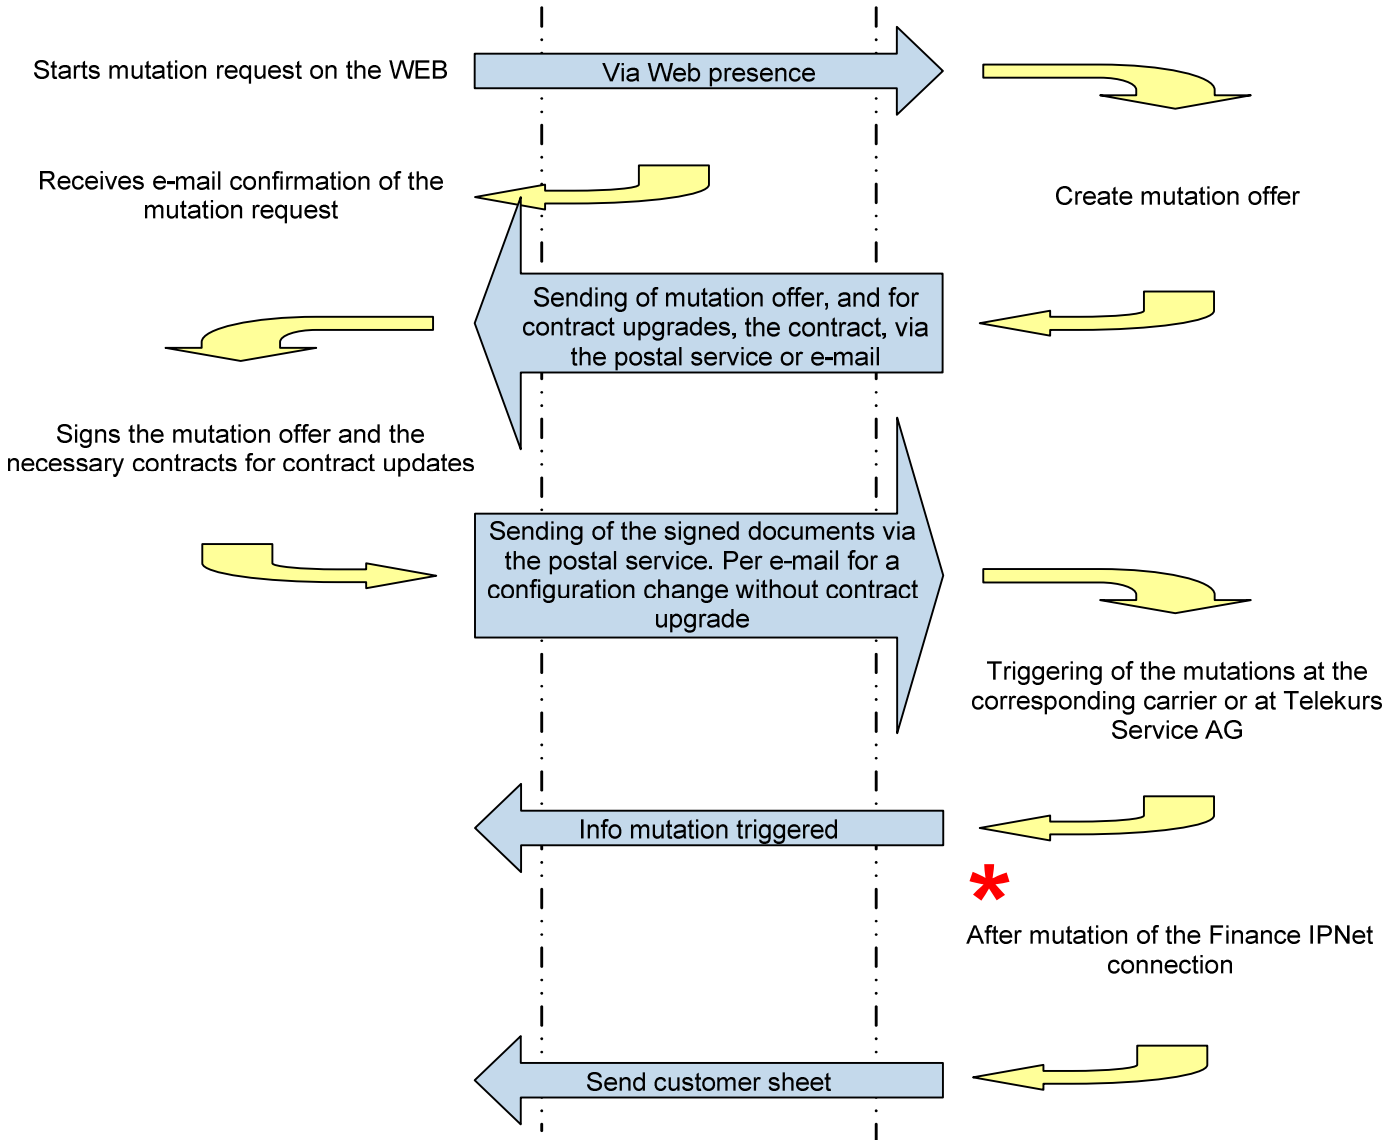 Starts mutation request on the WEB
Via Web presence
Receives e-mail confirmation of the
mutation request
Create mutation offer
Sending of mutation offer, and for
contract upgrades, the contract, via
the postal service or e-mail
Signs the mutation offer and the
necessary contracts for contract updates
Sending of the signed documents via
the postal service. Per e-mail for a
configuration change without contract
upgrade
Triggering of the mutations at the
corresponding carrier or at Telekurs
Service AG
Info mutation triggered
*
After mutation of the Finance IPNet
connection
Send customer sheet